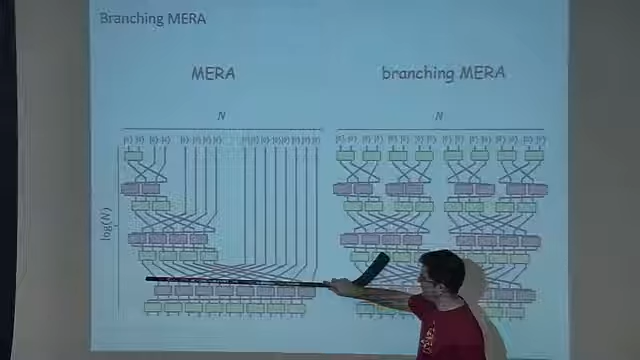 Branching MERA
MERA
branching MERA
N
N
log(N)